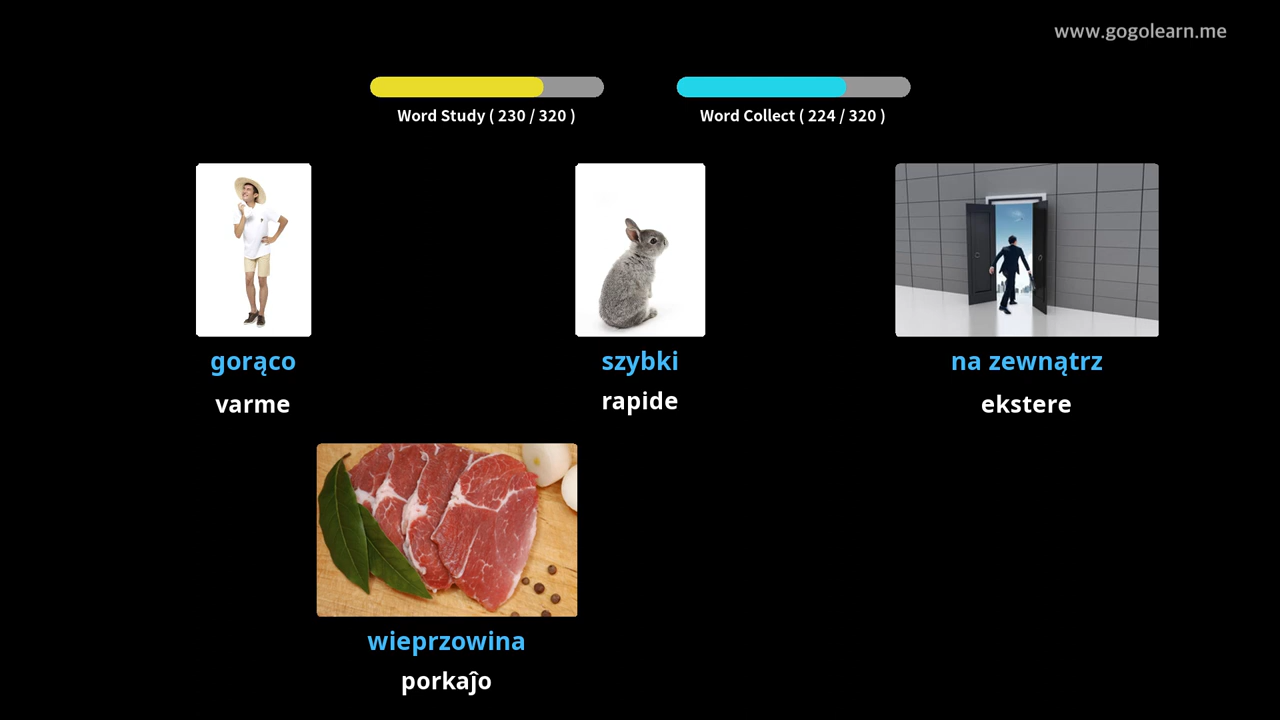 www.gogolearn.me
Word Study ( 230 / 320 )
Word Collect ( 224 / 320 )
gorąco
varme
szybki
rapide
na zewnątrz
ekstere
wieprzowina
porkaĵo